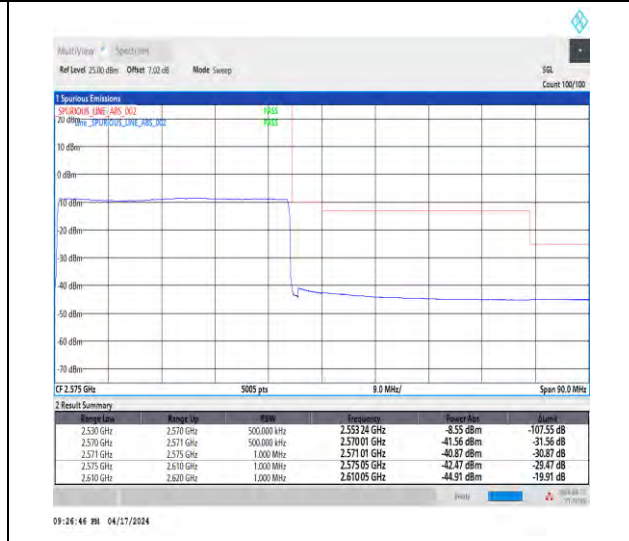 MultiView Spectrum
Ref Level 25.00 dBm Offset 7.02 dB Mode Sweep SGL
Count 100/100
1 Spurious Emissions
SPURIOUS_LINE_ABS_002 PASS
20 dBm line _SPURIOUS_LINE_ABS_002 PASS
10 dBm
0 dBm
-10 dBm
-20 dBm
-30 dBm
-40 dBm
-50 dBm
-60 dBm
-70 dBm
CF 2.575 GHz 5005 pts 9.0 MHz/ Span 90.0 MHz
2 Result Summary
Range Low Range Up RBW Frequency Power Abs ΔLimit
2.530 GHz 2.570 GHz 500.000 kHz 2.553 24 GHz -8.55 dBm -107.55 dB
2.570 GHz 2.571 GHz 500.000 kHz 2.570 01 GHz -41.56 dBm -31.56 dB
2.571 GHz 2.575 GHz 1.000 MHz 2.571 01 GHz -40.87 dBm -30.87 dB
2.575 GHz 2.610 GHz 1.000 MHz 2.575 05 GHz -42.47 dBm -29.47 dB
2.610 GHz 2.620 GHz 1.000 MHz 2.610 05 GHz -44.91 dBm -19.91 dB
Ready
09:26:46 PM 04/17/2024